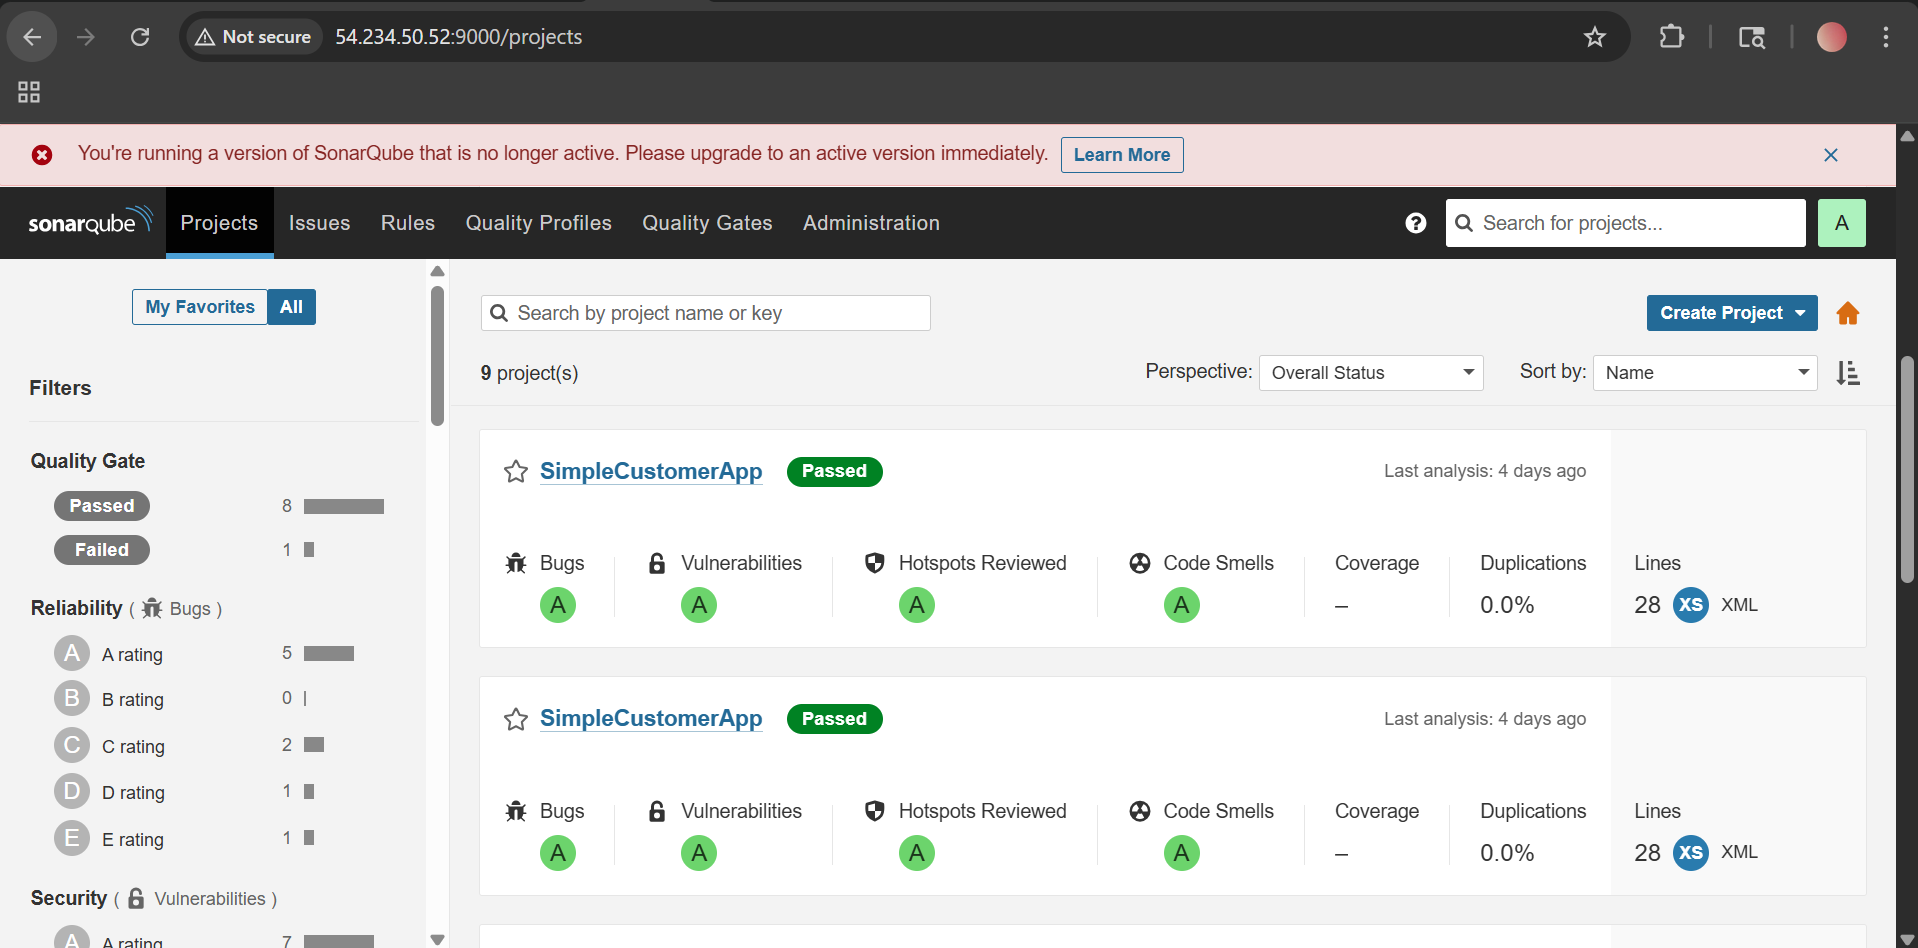 Not secure 54.234.50.52:9000/projects
You're running a version of SonarQube that is no longer active. Please upgrade to an active version immediately. Learn More
sonarqube Projects Issues Rules Quality Profiles Quality Gates Administration ? Search for projects... A
My Favorites All
Filters
Quality Gate
Passed 8
Failed 1
Reliability ( Bugs )
A A rating 5
B B rating 0
C C rating 2
D D rating 1
E E rating 1
Security ( Vulnerabilities )
A A rating 7
Search by project name or key Create Project
9 project(s) Perspective: Overall Status Sort by: Name
SimpleCustomerApp Passed Last analysis: 4 days ago
Bugs Vulnerabilities Hotspots Reviewed Code Smells Coverage Duplications Lines
A A A A – 0.0% 28 XS XML
SimpleCustomerApp Passed Last analysis: 4 days ago
Bugs Vulnerabilities Hotspots Reviewed Code Smells Coverage Duplications Lines
A A A A – 0.0% 28 XS XML